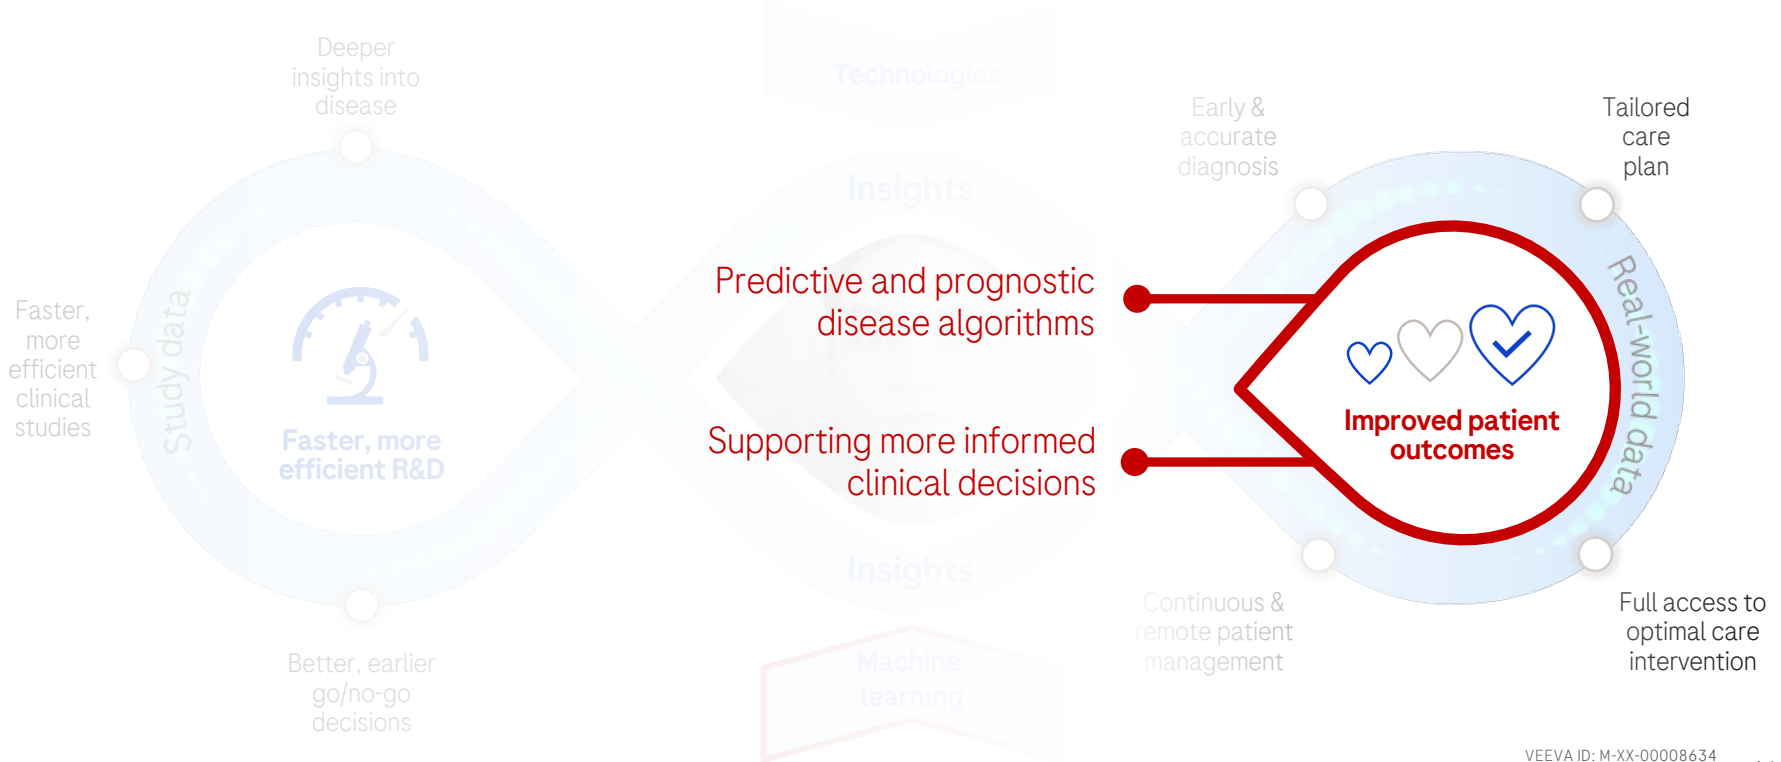 Deeper
insights into
disease
Technologies
Early &
accurate
diagnosis
Tailored
care
plan
Insights
Study data
Faster,
more
efficient
clinical
studies
Faster, more
efficient R&D
Predictive and prognostic
disease algorithms
Supporting more informed
clinical decisions
Improved patient
outcomes
Real-world data
Insights
Continuous &
remote patient
management
Full access to
optimal care
intervention
Better, earlier
go/no-go
decisions
Machine
learning
VEEVA ID: M-XX-00008634